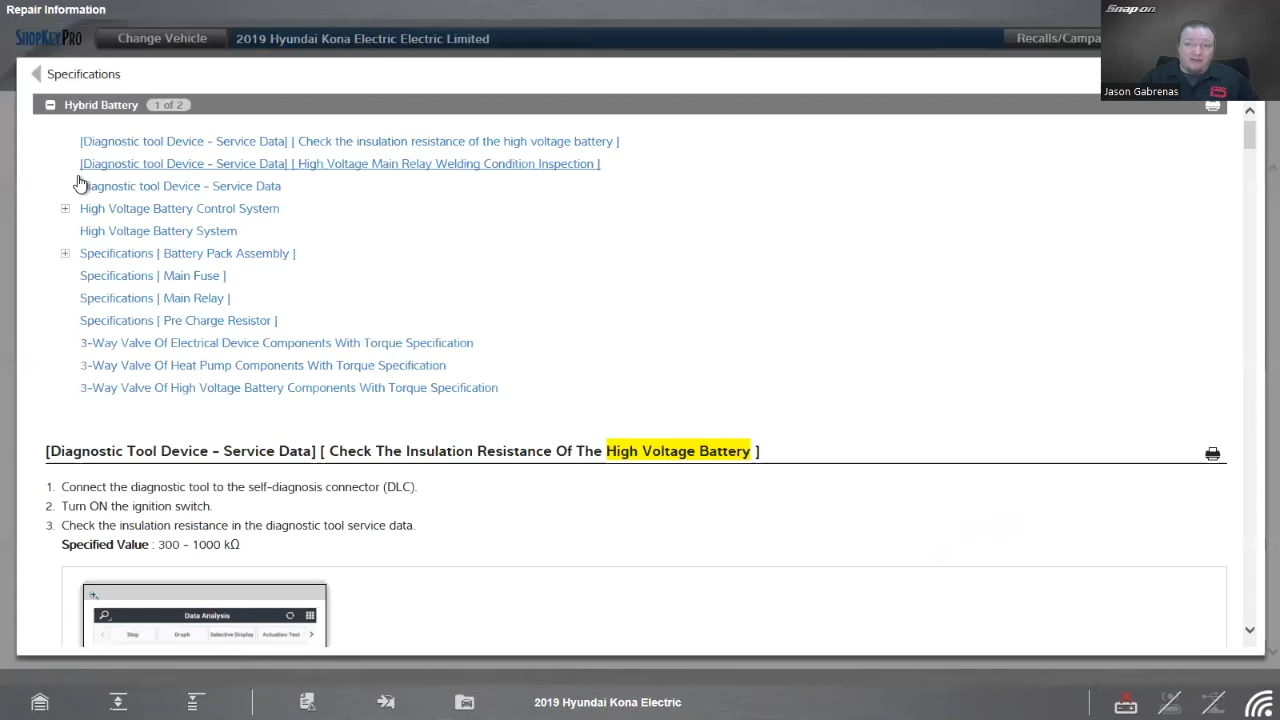 Repair Information
Snap-on
SHOPKEYPRO
Change Vehicle
2019 Hyundai Kona Electric Electric Limited
Recalls/Campa
Jason Gabrenas
Specifications
Hybrid Battery 1 of 2
[Diagnostic tool Device - Service Data] [ Check the insulation resistance of the high voltage battery ]
[Diagnostic tool Device - Service Data] [ High Voltage Main Relay Welding Condition Inspection ]
Diagnostic tool Device - Service Data
High Voltage Battery Control System
High Voltage Battery System
Specifications [ Battery Pack Assembly ]
Specifications [ Main Fuse ]
Specifications [ Main Relay ]
Specifications [ Pre Charge Resistor ]
3-Way Valve Of Electrical Device Components With Torque Specification
3-Way Valve Of Heat Pump Components With Torque Specification
3-Way Valve Of High Voltage Battery Components With Torque Specification
[Diagnostic Tool Device - Service Data] [ Check The Insulation Resistance Of The High Voltage Battery ]
1. Connect the diagnostic tool to the self-diagnosis connector (DLC).
2. Turn ON the ignition switch.
3. Check the insulation resistance in the diagnostic tool service data.
Specified Value : 300 - 1000 kΩ
Data Analysis
Stop Graph Selective Display Actuation Test
2019 Hyundai Kona Electric